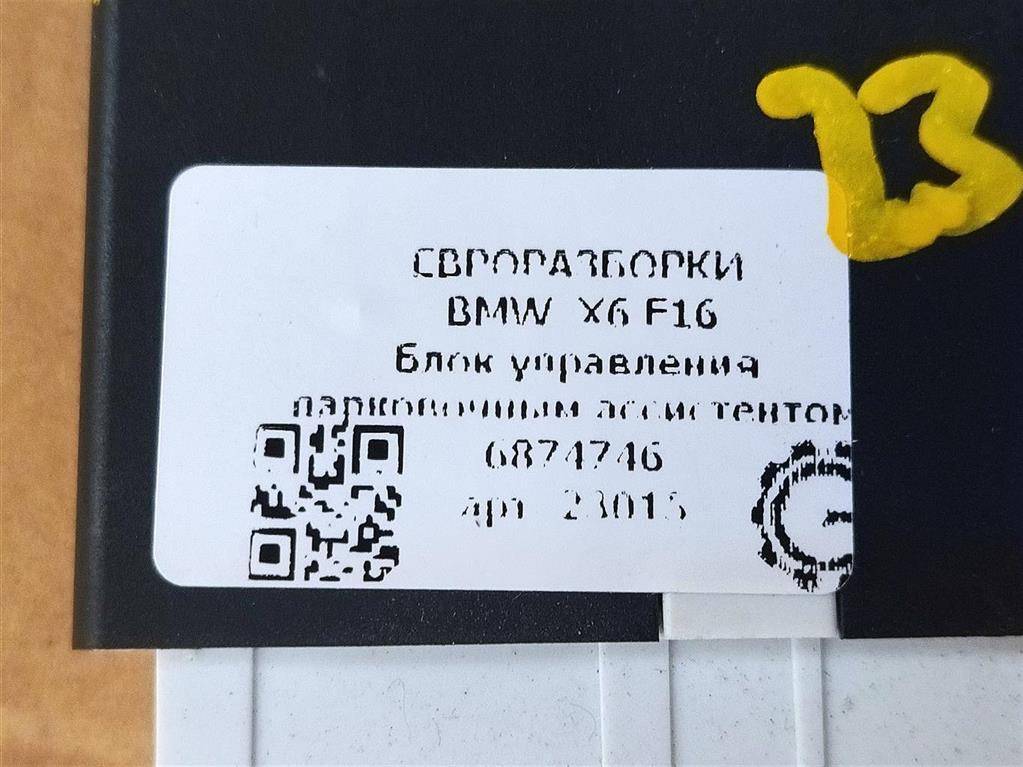 23
ЕВРОРАЗБОРКИ
BMW X6 F16
Блок управления
парковочным ассистентом
6874746
арт 23015